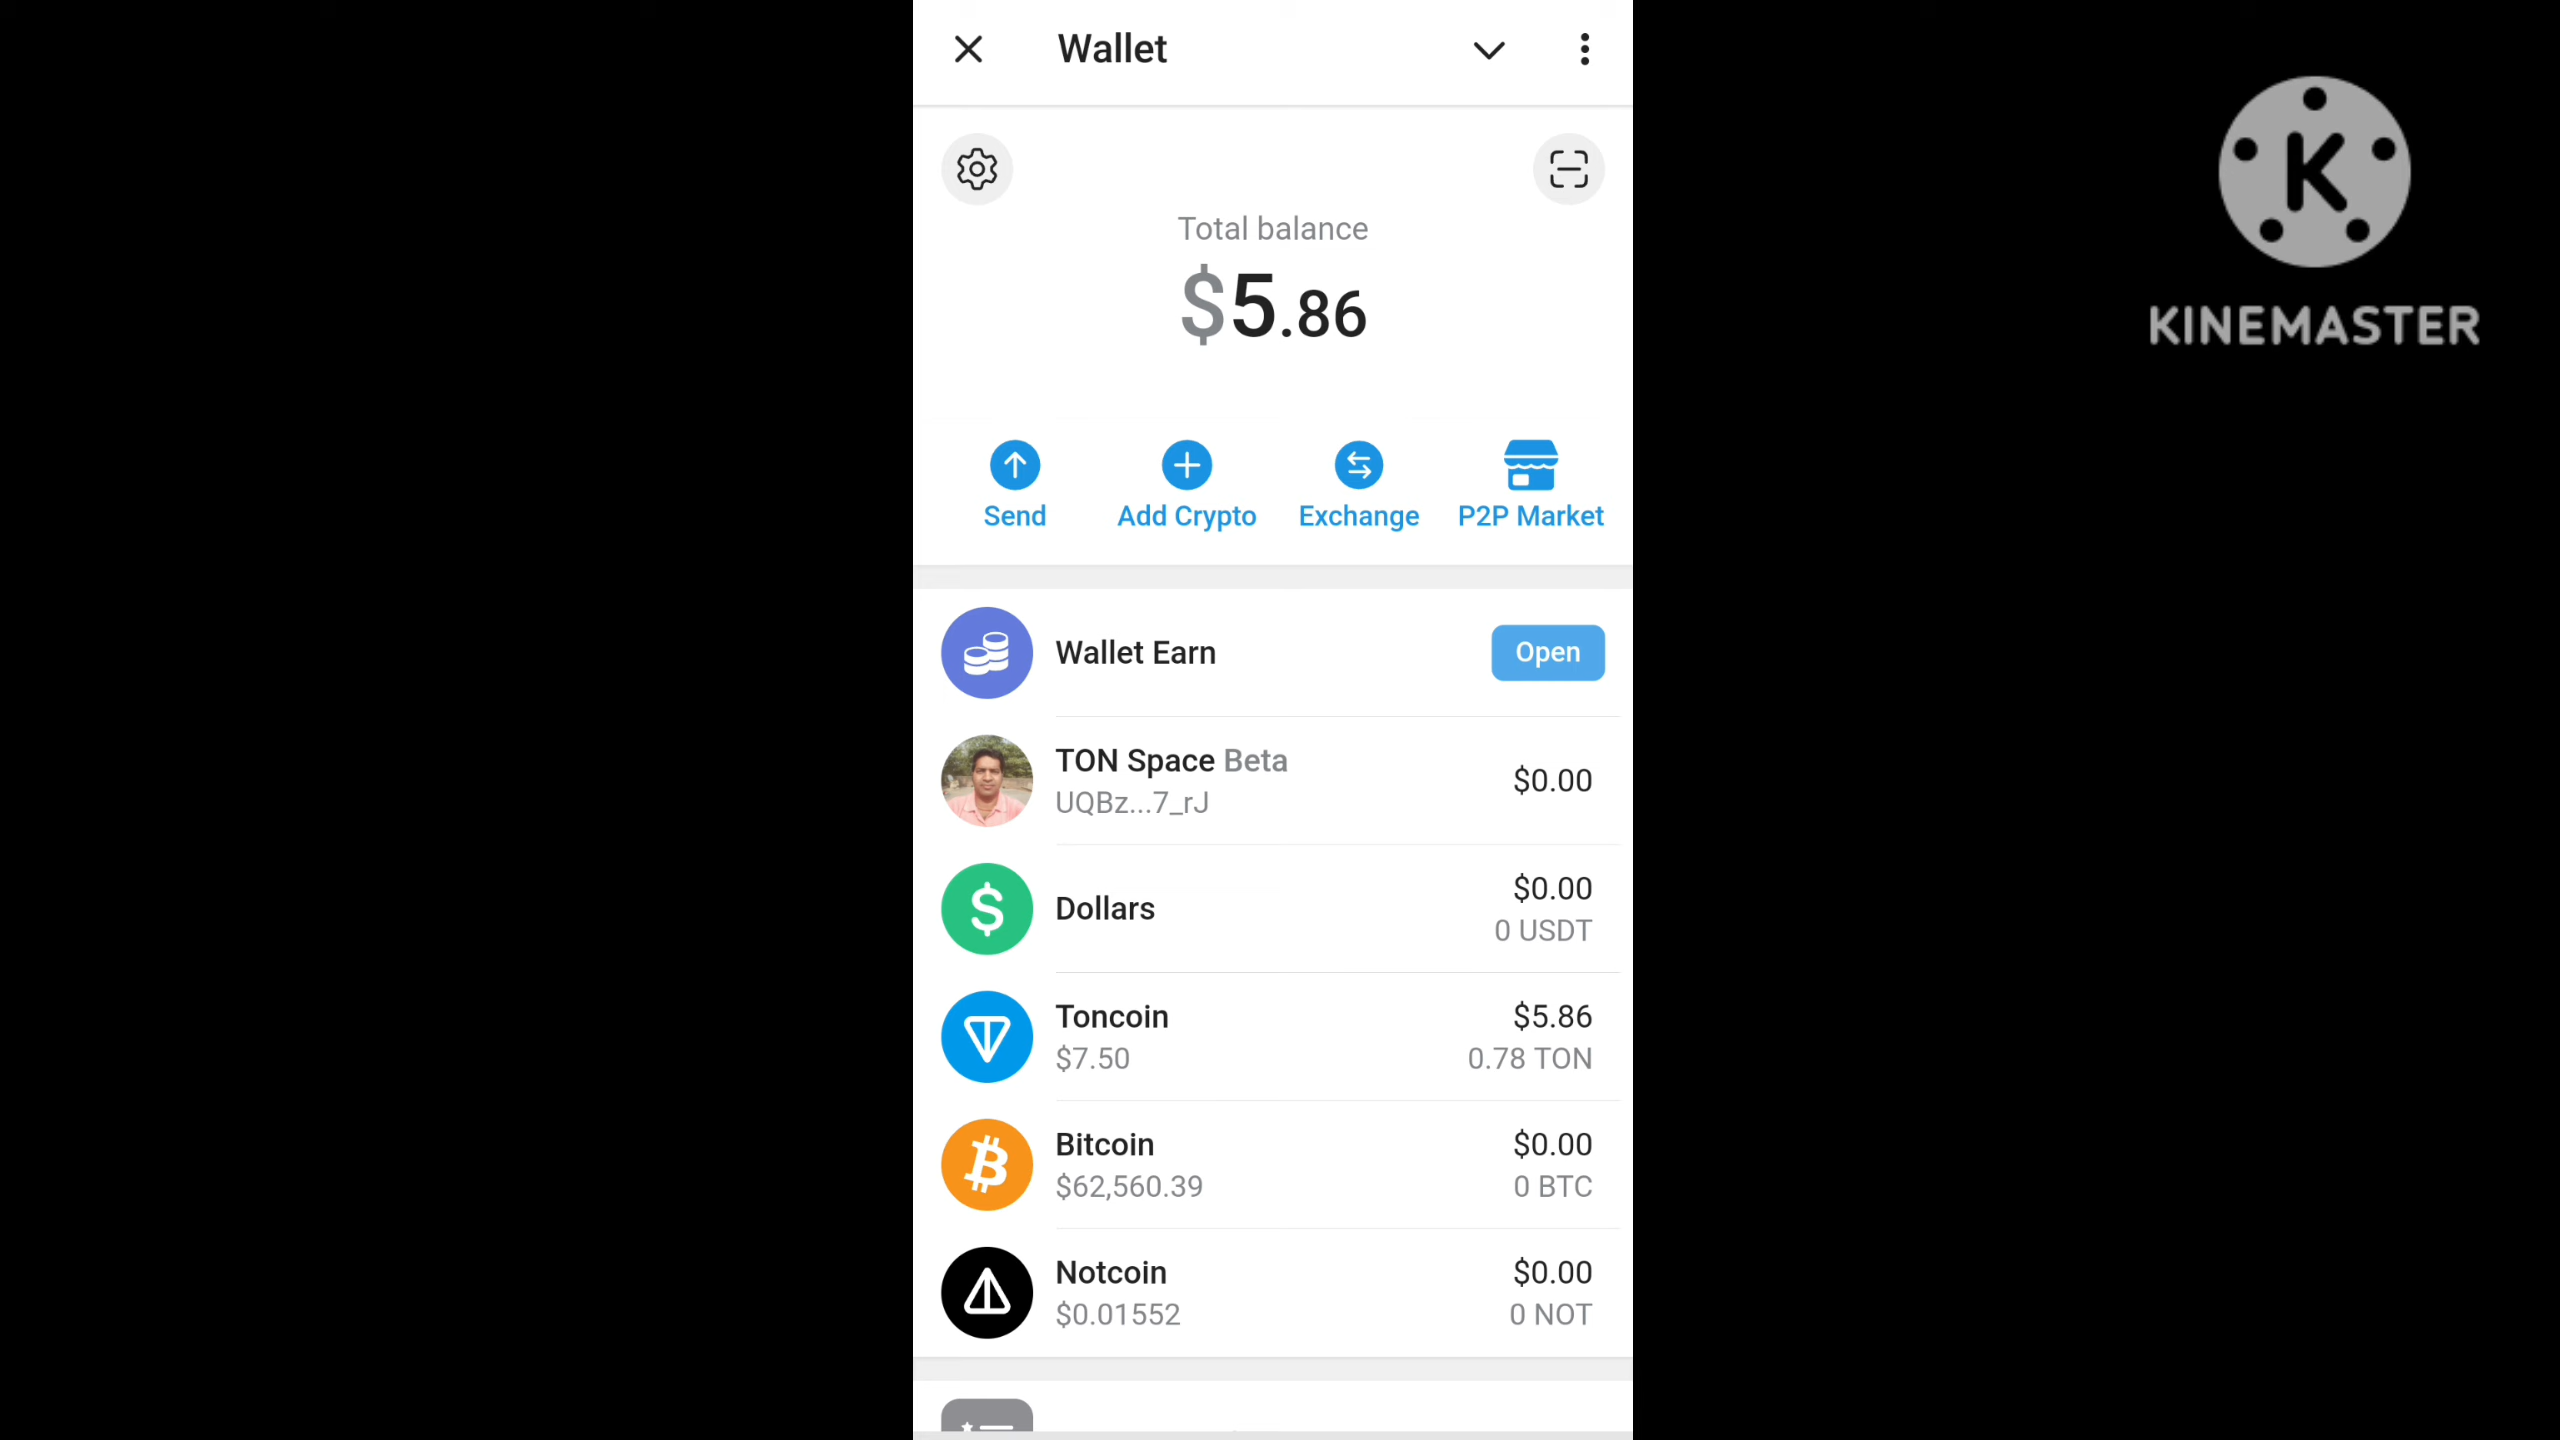 Wallet
Total balance
$5.86
Send
Add Crypto
Exchange
P2P Market
Wallet Earn
Open
TON Space Beta
UQBz...7_rJ
$0.00
Dollars
$0.00
0 USDT
Toncoin
$7.50
$5.86
0.78 TON
Bitcoin
$62,560.39
$0.00
0 BTC
Notcoin
$0.01552
$0.00
0 NOT
K
KINEMASTER